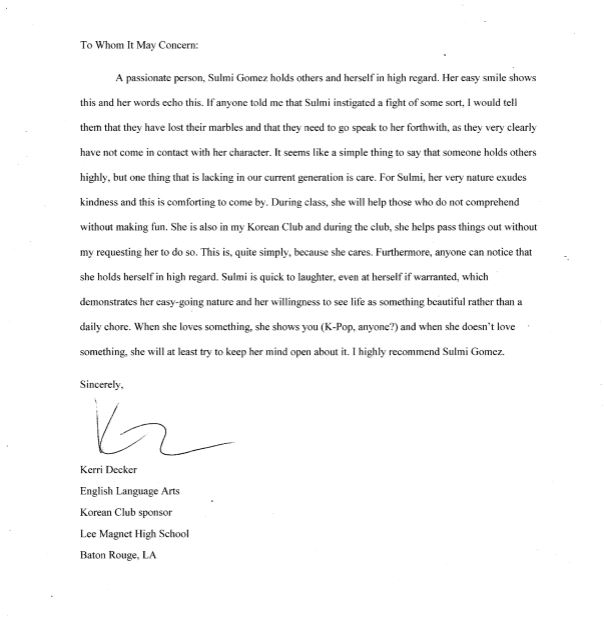 To Whom It May Concern:
A passionate person, Sulmi Gomez holds others and herself in high regard. Her easy smile shows
this and her words echo this. If anyone told me that Sulmi instigated a fight of some sort, I would tell
them that they have lost their marbles and that they need to go speak to her forthwith, as they very clearly
have not come in contact with her character. It seems like a simple thing to say that someone holds others
highly, but one thing that is lacking in our current generation is care. For Sulmi, her very nature exudes
kindness and this is comforting to come by. During class, she will help those who do not comprehend
without making fun. She is also in my Korean Club and during the club, she helps pass things out without
my requesting her to do so. This is, quite simply, because she cares. Furthermore, anyone can notice that
she holds herself in high regard. Sulmi is quick to laughter, even at herself if warranted, which
demonstrates her easy-going nature and her willingness to see life as something beautiful rather than a
daily chore. When she loves something, she shows you (K-Pop, anyone?) and when she doesn't love
something, she will at least try to keep her mind open about it. I highly recommend Sulmi Gomez.
Sincerely,
Kerri Decker
English Language Arts
Korean Club sponsor
Lee Magnet High School
Baton Rouge, LA